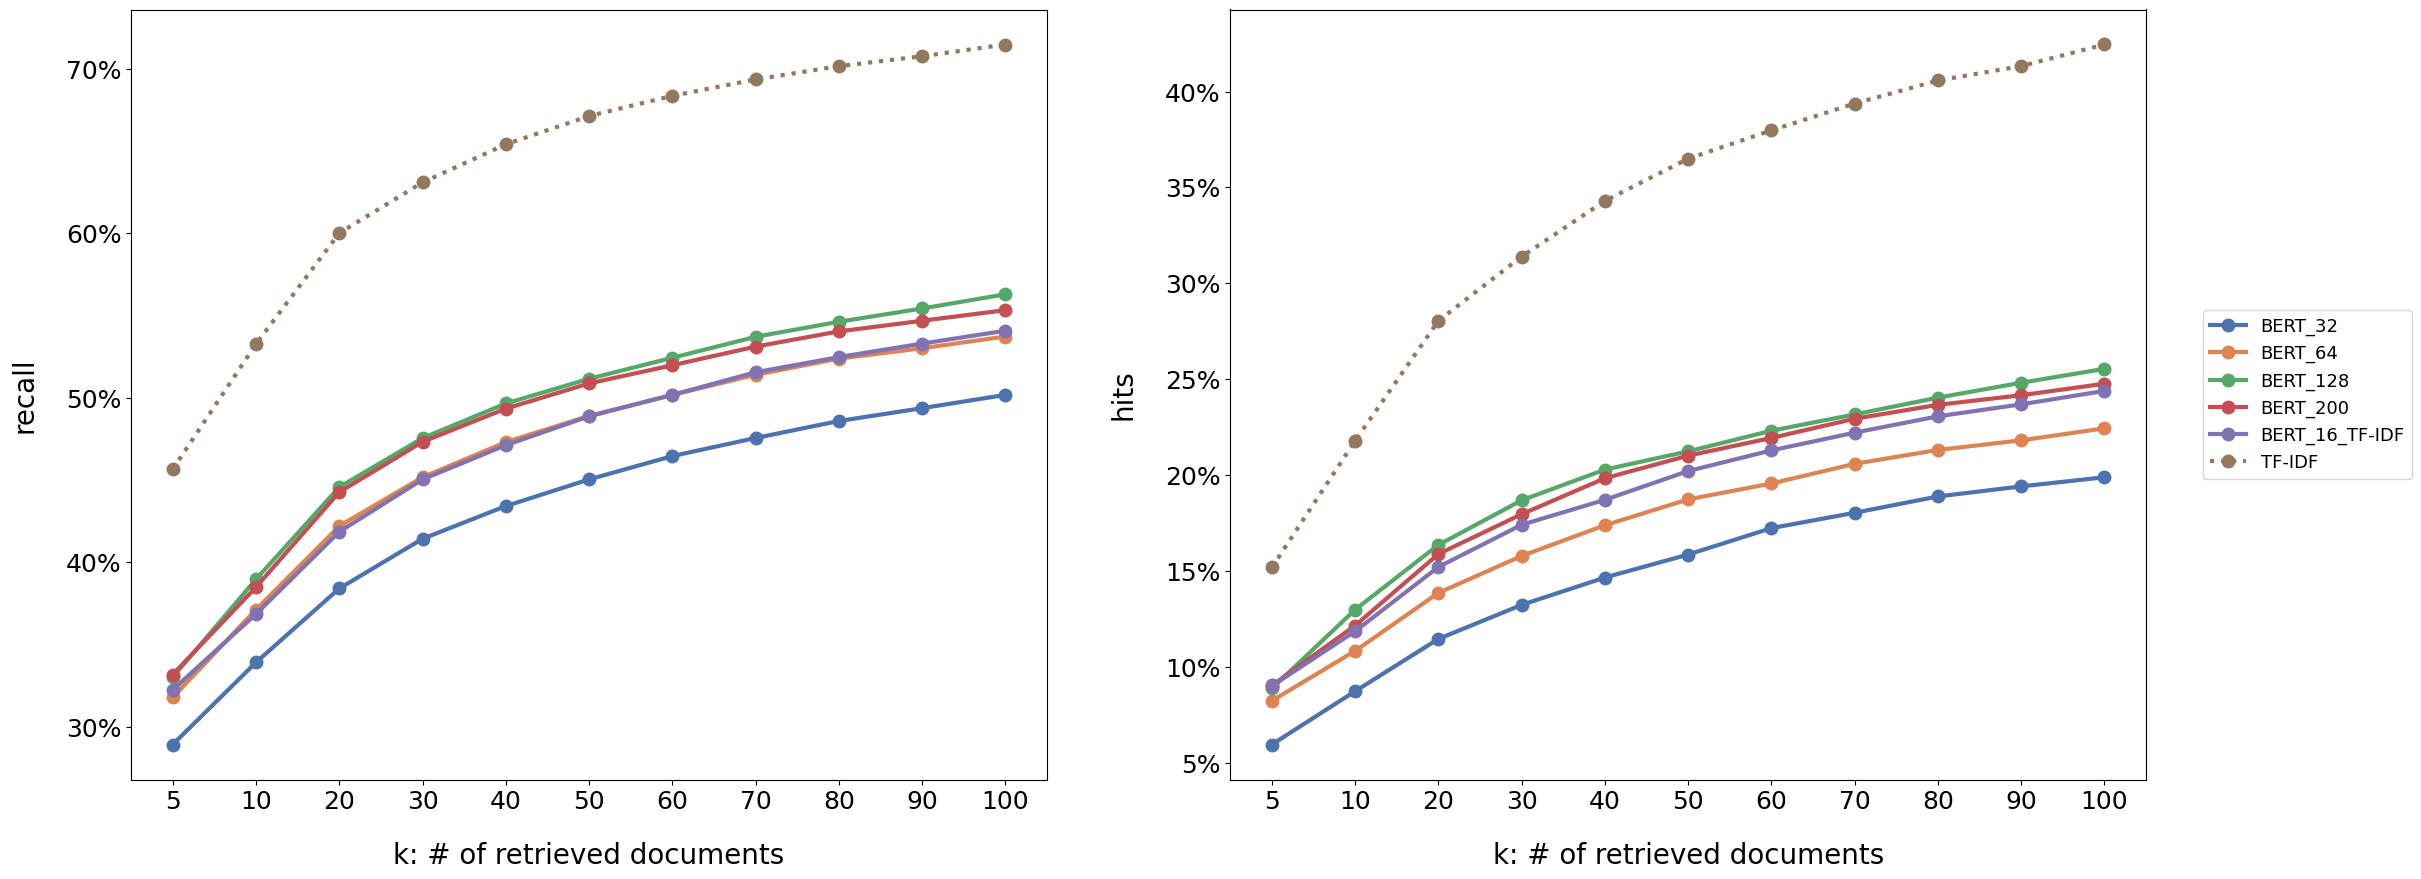 recall
70%
60%
50%
40%
30%
5 10 20 30 40 50 60 70 80 90 100
k: # of retrieved documents
hits
40%
35%
30%
25%
20%
15%
10%
5%
5 10 20 30 40 50 60 70 80 90 100
k: # of retrieved documents
BERT_32
BERT_64
BERT_128
BERT_200
BERT_16_TF-IDF
TF-IDF